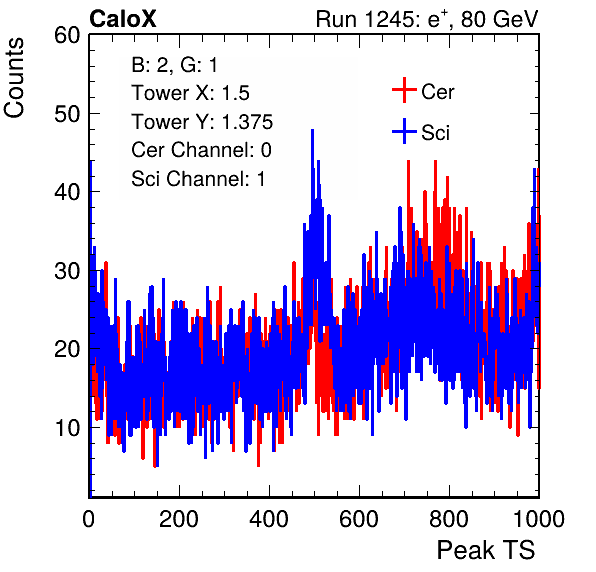 CaloX
Run 1245: e+, 80 GeV
Counts
60
50
40
30
20
10
B: 2, G: 1
Tower X: 1.5
Tower Y: 1.375
Cer Channel: 0
Sci Channel: 1
Cer
Sci
0 200 400 600 800 1000
Peak TS